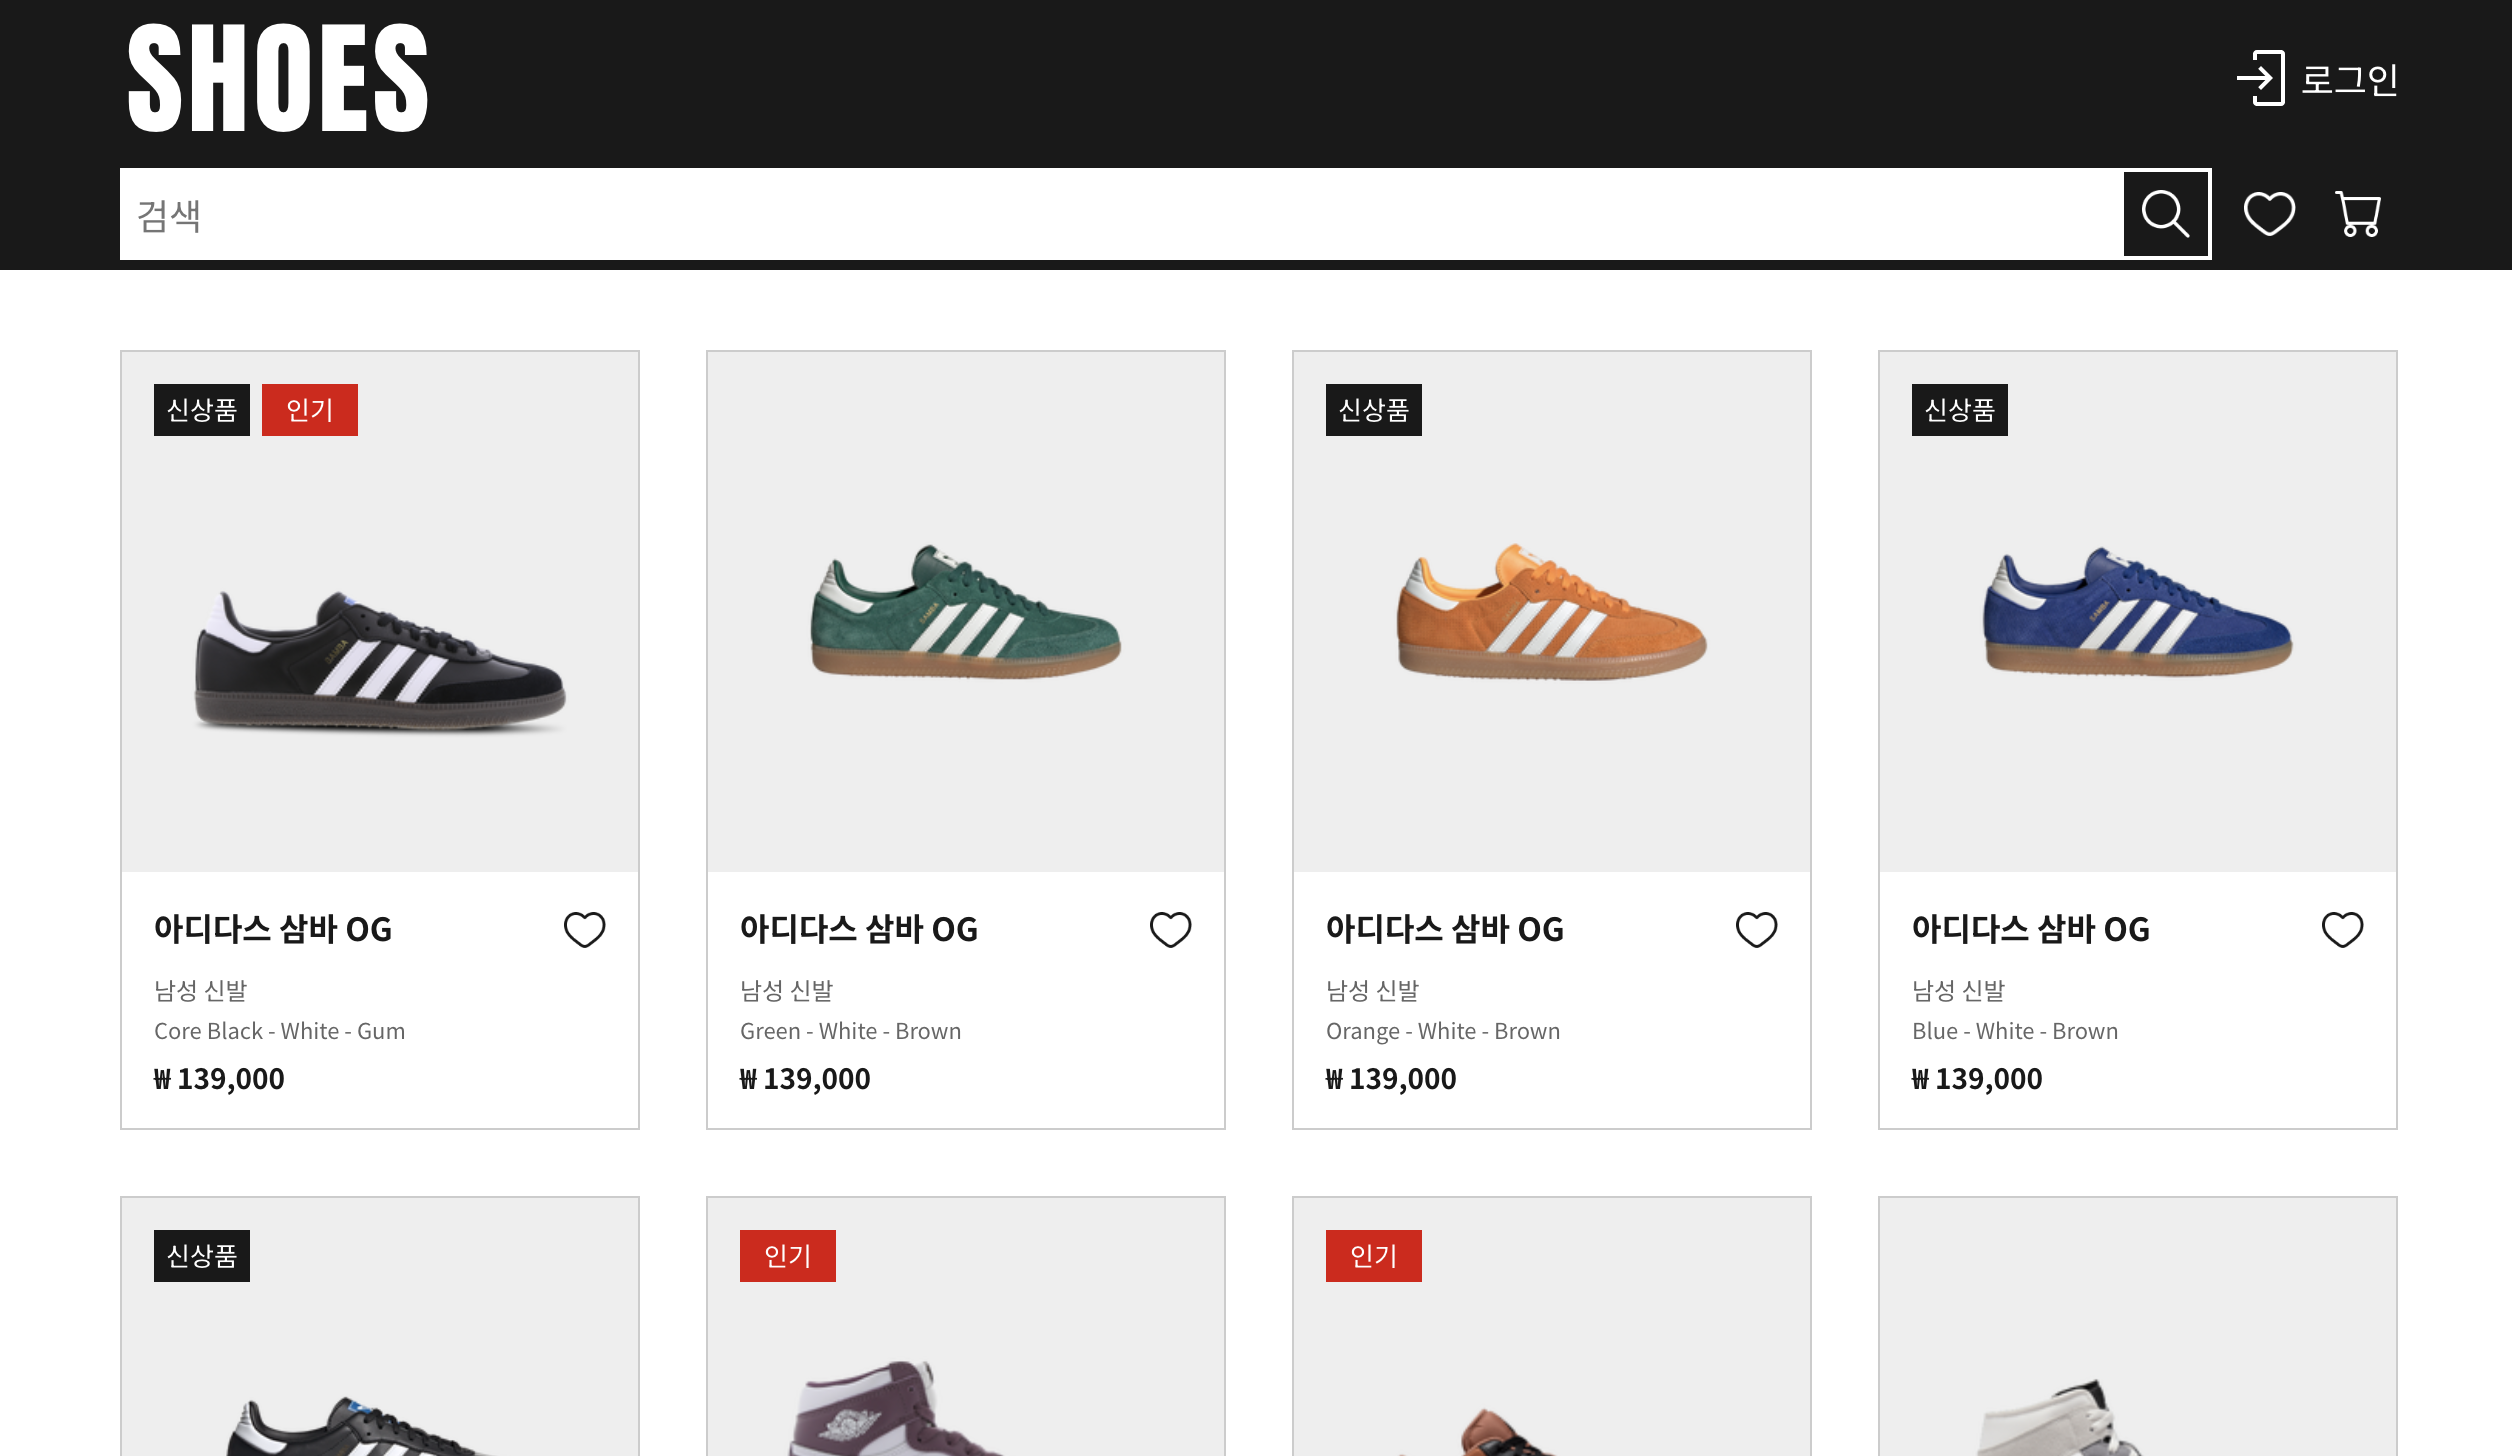 SHOES
로그인
검색
신상품 인기
신상품
신상품
SAMBA
SAMBA
SAMBA
아디다스 삼바 OG
남성 신발
Core Black - White - Gum
₩ 139,000
아디다스 삼바 OG
남성 신발
Green - White - Brown
₩ 139,000
아디다스 삼바 OG
남성 신발
Orange - White - Brown
₩ 139,000
아디다스 삼바 OG
남성 신발
Blue - White - Brown
₩ 139,000
신상품
인기
인기